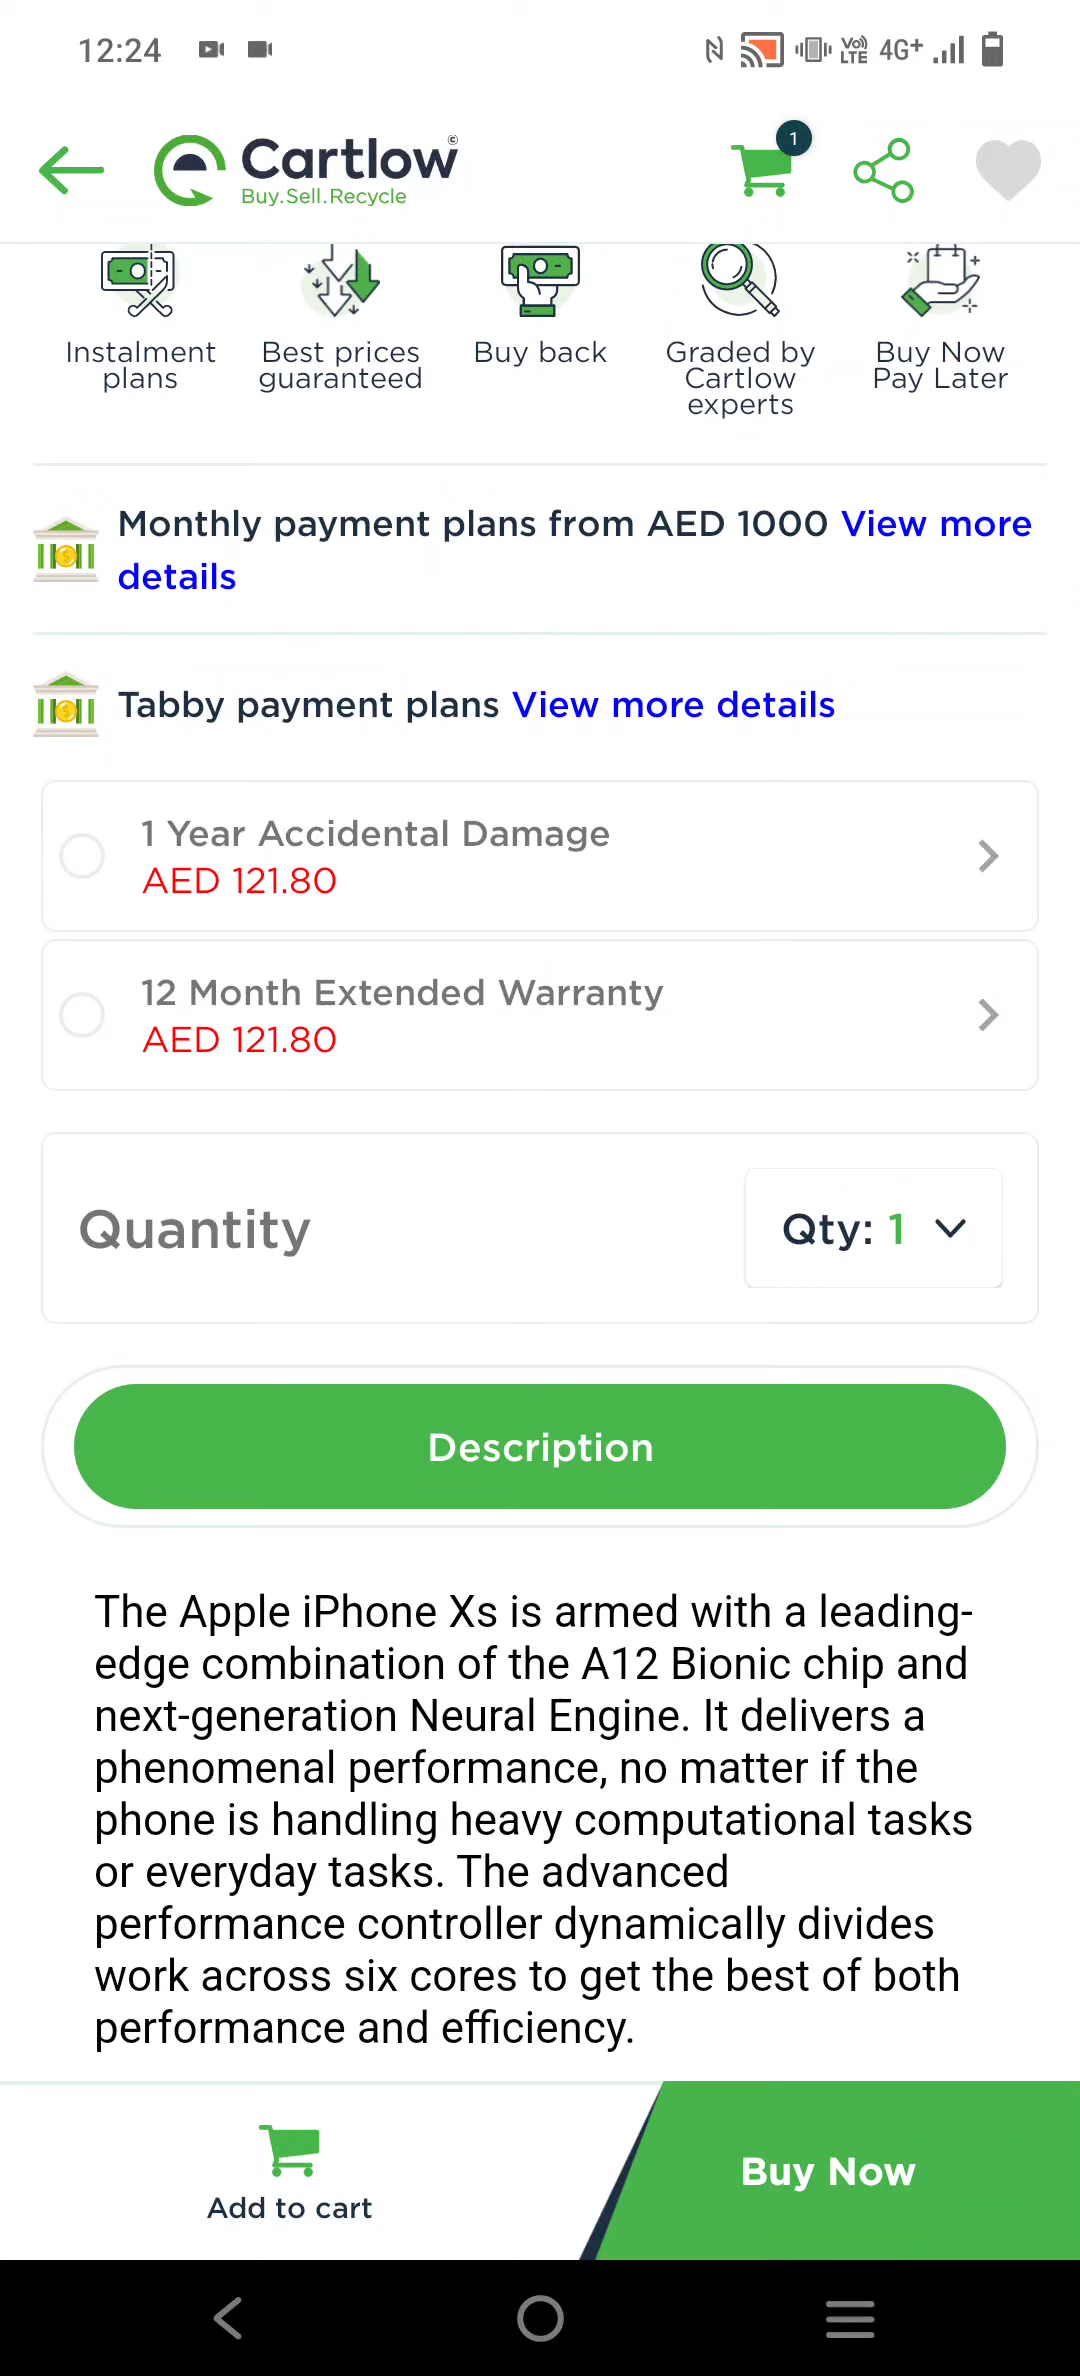 12:24
Vo) LTE 4G+
Cartlow©
Buy.Sell.Recycle
1
Instalment plans
Best prices guaranteed
Buy back
Graded by Cartlow experts
Buy Now Pay Later
Monthly payment plans from AED 1000 View more
details
Tabby payment plans View more details
1 Year Accidental Damage
AED 121.80
12 Month Extended Warranty
AED 121.80
Quantity
Qty: 1
Description
The Apple iPhone Xs is armed with a leading-
edge combination of the A12 Bionic chip and
next-generation Neural Engine. It delivers a
phenomenal performance, no matter if the
phone is handling heavy computational tasks
or everyday tasks. The advanced
performance controller dynamically divides
work across six cores to get the best of both
performance and efficiency.
Add to cart
Buy Now